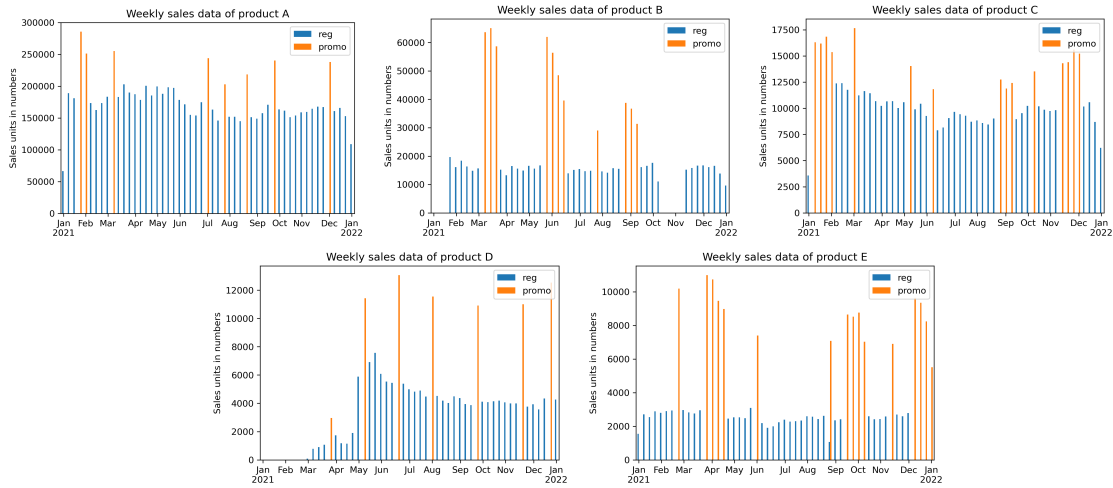 Weekly sales data of product A
Sales units in numbers
300000
250000
200000
150000
100000
50000
0
reg
promo
Jan Feb Mar Apr May Jun Jul Aug Sep Oct Nov Dec Jan
2021 2022
Weekly sales data of product B
Sales units in numbers
60000
50000
40000
30000
20000
10000
0
reg
promo
Jan Feb Mar Apr May Jun Jul Aug Sep Oct Nov Dec Jan
2021 2022
Weekly sales data of product C
Sales units in numbers
17500
15000
12500
10000
7500
5000
2500
0
reg
promo
Jan Feb Mar Apr May Jun Jul Aug Sep Oct Nov Dec Jan
2021 2022
Weekly sales data of product D
Sales units in numbers
12000
10000
8000
6000
4000
2000
0
reg
promo
Jan Feb Mar Apr May Jun Jul Aug Sep Oct Nov Dec Jan
2021 2022
Weekly sales data of product E
Sales units in numbers
10000
8000
6000
4000
2000
0
reg
promo
Jan Feb Mar Apr May Jun Jul Aug Sep Oct Nov Dec Jan
2021 2022